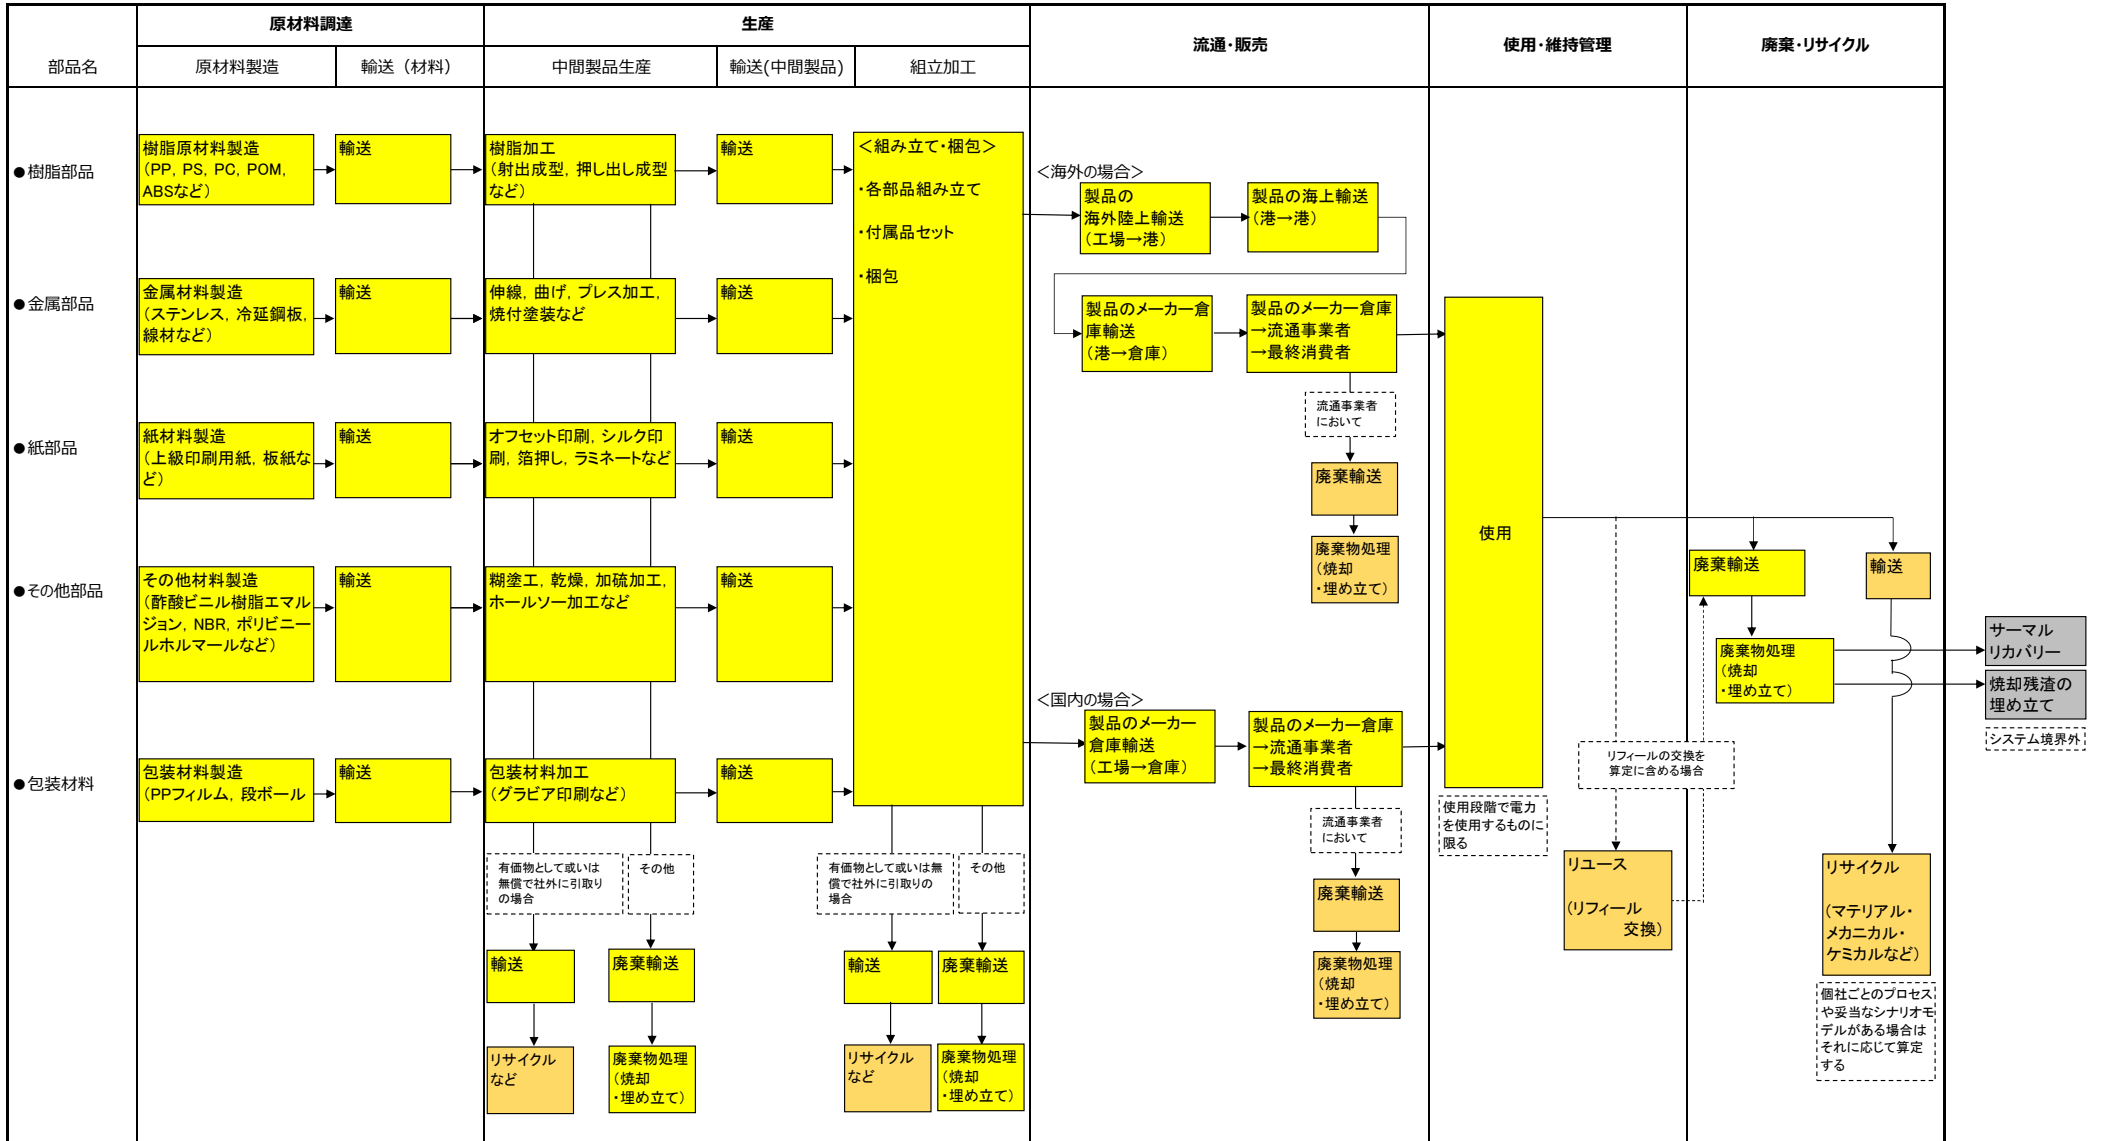 原材料調達
生産
流通・販売
使用・維持管理
廃棄・リサイクル
部品名
原材料製造
輸送（材料）
中間製品生産
輸送(中間製品)
組立加工
●樹脂部品
樹脂原材料製造
（PP，PS，PC，POM，
ABSなど）
輸送
樹脂加工
（射出成型，押し出し成型
など）
輸送
＜組み立て・梱包＞
・各部品組み立て
・付属品セット
・梱包
＜海外の場合＞
製品の
海外陸上輸送
（工場→港）
製品の海上輸送
（港→港）
●金属部品
金属材料製造
（ステンレス，冷延鋼板，
線材など）
輸送
伸線，曲げ，プレス加工，
焼付塗装など
輸送
製品のメーカー倉
庫輸送
（港→倉庫）
製品のメーカー倉庫
→流通事業者
→最終消費者
流通事業者
において
廃棄輸送
廃棄物処理
（焼却
・埋め立て）
●紙部品
紙材料製造
（上級印刷用紙，板紙な
ど）
輸送
オフセット印刷，シルク印
刷，箔押し，ラミネートなど
輸送
使用
●その他部品
その他材料製造
（酢酸ビニル樹脂エマル
ジョン，NBR，ポリビニー
ルホルマールなど）
輸送
糊塗工，乾燥，加硫加工，
ホールソー加工など
輸送
廃棄輸送
輸送
廃棄物処理
（焼却
・埋め立て）
サーマル
リカバリー
焼却残渣の
埋め立て
システム境界外
＜国内の場合＞
製品のメーカー
倉庫輸送
（工場→倉庫）
製品のメーカー倉庫
→流通事業者
→最終消費者
●包装材料
包装材料製造
（PPフィルム，段ボール
輸送
包装材料加工
（グラビア印刷など）
輸送
流通事業者
において
廃棄輸送
廃棄物処理
（焼却
・埋め立て）
使用段階で電力
を使用するものに
限る
リフィールの交換を
算定に含める場合
リユース
（リフィール
交換）
リサイクル
（マテリアル・
メカニカル・
ケミカルなど）
個社ごとのプロセス
や妥当なシナリオモ
デルがある場合は
それに応じて算定
する
有価物として或いは
無償で社外に引取り
の場合
その他
有価物として或いは無
償で社外に引取りの
場合
その他
輸送
廃棄輸送
輸送
廃棄輸送
リサイクル
など
廃棄物処理
（焼却
・埋め立て）
リサイクル
など
廃棄物処理
（焼却
・埋め立て）